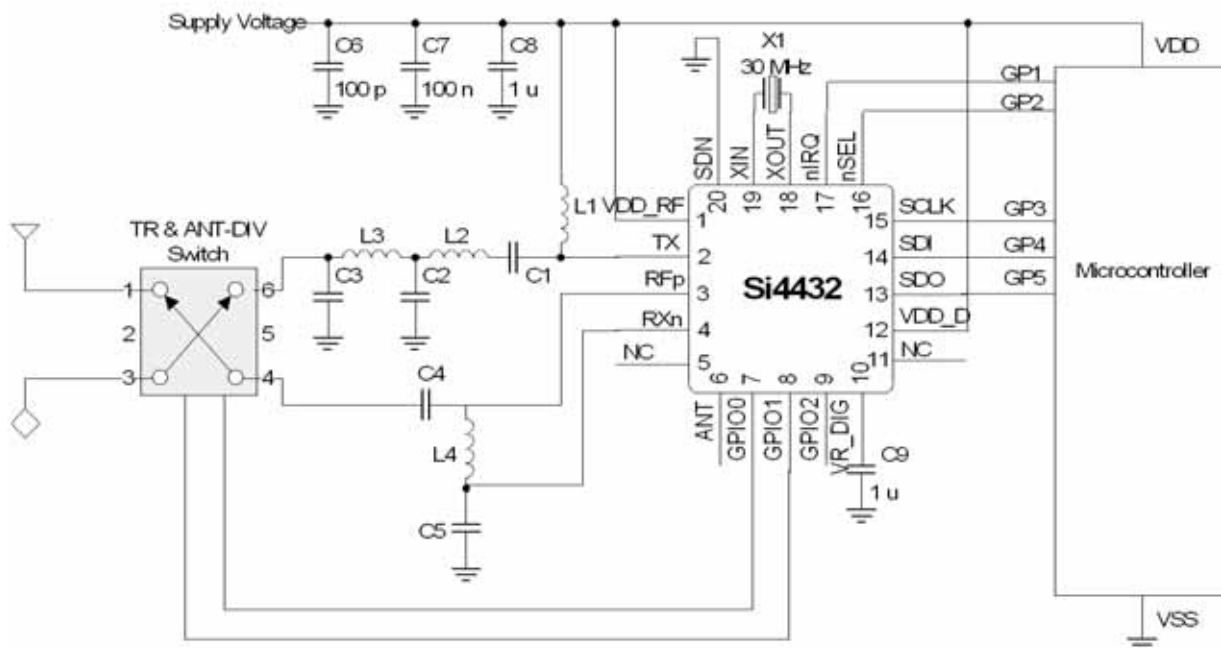 Supply Voltage
C6
C7
C8
100 p
100 n
1 u
X1
30 MHz
VDD
GP1
GP2
SDN
XIN
XOUT
nIRQ
nSEL
20
19
18
17
16
L1
VDD_RF
1
15
SCLK
GP3
TR & ANT-DIV
Switch
L3
L2
C1
TX
2
14
SDI
GP4
C3
C2
RFp
3
13
SDO
GP5
Si4432
Microcontroller
1
6
2
5
3
4
RXn
4
12
VDD_D
NC
5
11
NC
C4
6
7
8
9
10
ANT
GPIO0
GPIO1
GPIO2
VR_DIG
L4
C9
1 u
C5
VSS